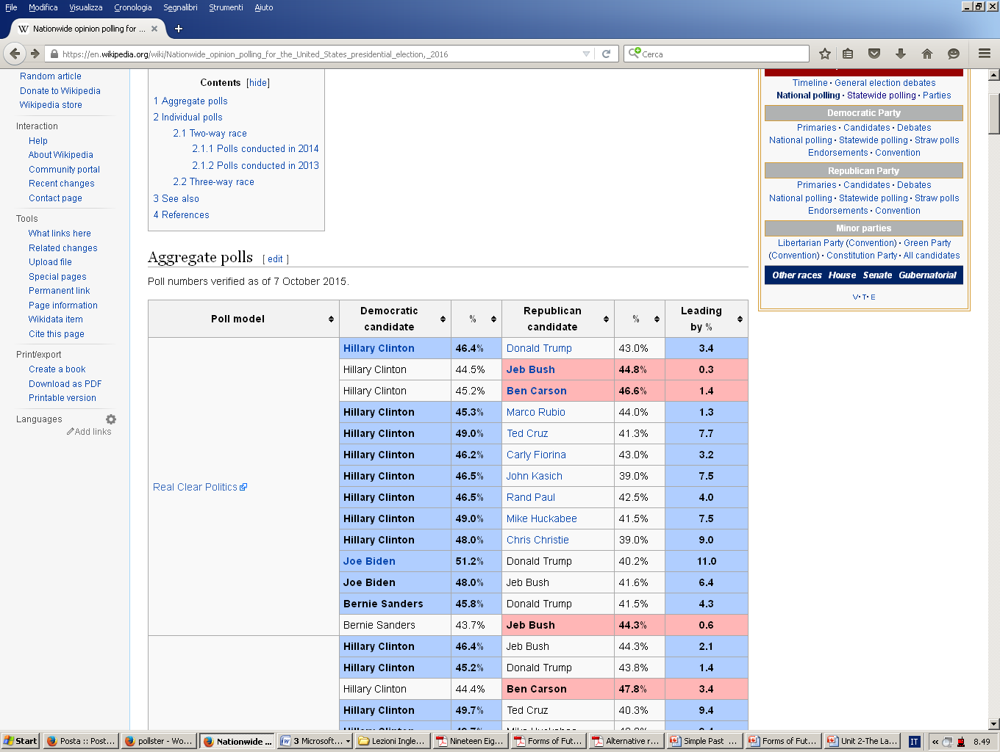 File Modifica Visualizza Cronologia Segnalibri Strumenti Aiuto
Nationwide opinion polling for ...
https://en.wikipedia.org/wiki/Nationwide_opinion_polling_for_the_United_States_presidential_election,_2016
Cerca
Random article
Donate to Wikipedia
Wikipedia store
Interaction
Help
About Wikipedia
Community portal
Recent changes
Contact page
Tools
What links here
Related changes
Upload file
Special pages
Permanent link
Page information
Wikidata item
Cite this page
Print/export
Create a book
Download as PDF
Printable version
Languages
Add links
Contents [hide]
1 Aggregate polls
2 Individual polls
2.1 Two-way race
2.1.1 Polls conducted in 2014
2.1.2 Polls conducted in 2013
2.2 Three-way race
3 See also
4 References
Timeline · General election debates
National polling · Statewide polling · Parties
Democratic Party
Primaries · Candidates · Debates
National polling · Statewide polling · Straw polls
Endorsements · Convention
Republican Party
Primaries · Candidates · Debates
National polling · Statewide polling · Straw polls
Endorsements · Convention
Minor parties
Libertarian Party (Convention) · Green Party
(Convention) · Constitution Party · All candidates
Other races House Senate Gubernatorial
V · T · E
Aggregate polls [ edit ]
Poll numbers verified as of 7 October 2015.
Poll model Democratic candidate % Republican candidate % Leading by %
Real Clear Politics
Hillary Clinton 46.4% Donald Trump 43.0% 3.4
Hillary Clinton 44.5% Jeb Bush 44.8% 0.3
Hillary Clinton 45.2% Ben Carson 46.6% 1.4
Hillary Clinton 45.3% Marco Rubio 44.0% 1.3
Hillary Clinton 49.0% Ted Cruz 41.3% 7.7
Hillary Clinton 46.2% Carly Fiorina 43.0% 3.2
Hillary Clinton 46.5% John Kasich 39.0% 7.5
Hillary Clinton 46.5% Rand Paul 42.5% 4.0
Hillary Clinton 49.0% Mike Huckabee 41.5% 7.5
Hillary Clinton 48.0% Chris Christie 39.0% 9.0
Joe Biden 51.2% Donald Trump 40.2% 11.0
Joe Biden 48.0% Jeb Bush 41.6% 6.4
Bernie Sanders 45.8% Donald Trump 41.5% 4.3
Bernie Sanders 43.7% Jeb Bush 44.3% 0.6
Hillary Clinton 46.4% Jeb Bush 44.3% 2.1
Hillary Clinton 45.2% Donald Trump 43.8% 1.4
Hillary Clinton 44.4% Ben Carson 47.8% 3.4
Hillary Clinton 49.7% Ted Cruz 40.3% 9.4
Start
Posta :: Post...
pollster - Wo...
Nationwide ...
3 Microsoft...
Lezioni Ingle...
Nineteen Eig...
Forms of Fut...
Alternative r...
Simple Past ...
Forms of Fut...
Unit 2-The La...
IT
«
8.49